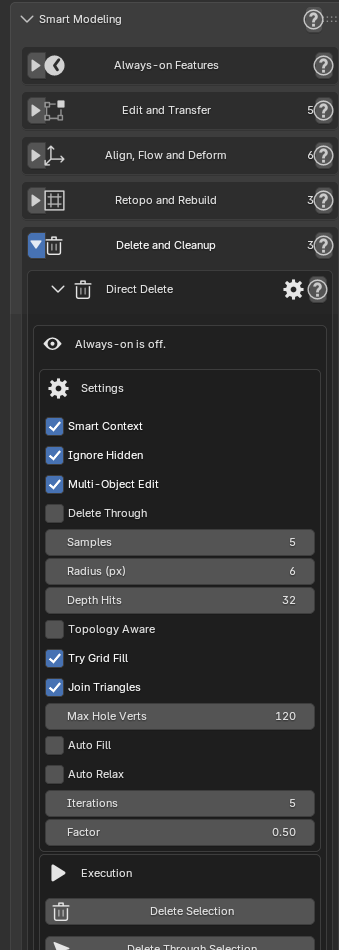 Smart Modeling
Always-on Features
Edit and Transfer 5
Align, Flow and Deform 6
Retopo and Rebuild 3
Delete and Cleanup 3
Direct Delete
Always-on is off.
Settings
Smart Context
Ignore Hidden
Multi-Object Edit
Delete Through
Samples 5
Radius (px) 6
Depth Hits 32
Topology Aware
Try Grid Fill
Join Triangles
Max Hole Verts 120
Auto Fill
Auto Relax
Iterations 5
Factor 0.50
Execution
Delete Selection
Delete Through Selection